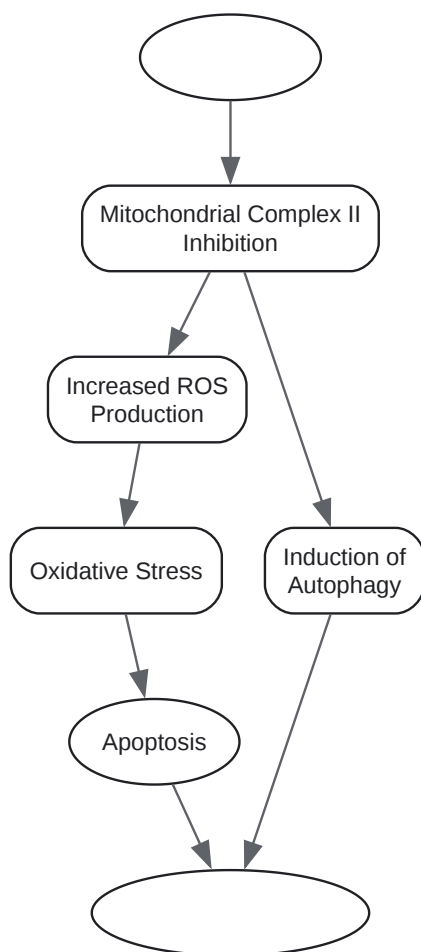 Mitochondrial Complex II
Inhibition
Increased ROS
Production
Oxidative Stress
Induction of
Autophagy
Apoptosis